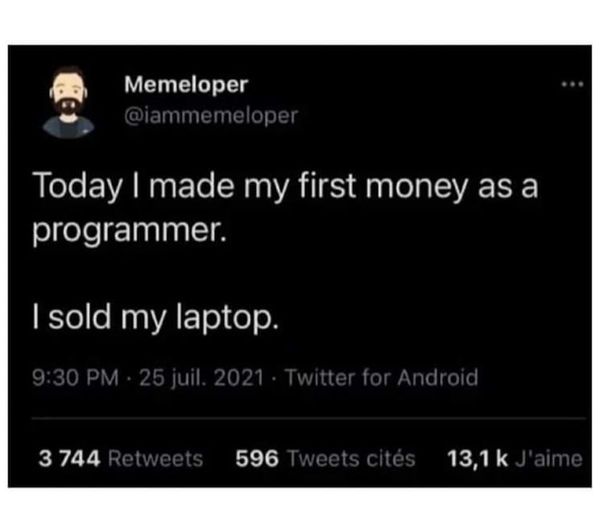 Memeloper
@iammemeloper
Today I made my first money as a
programmer.
I sold my laptop.
9:30 PM · 25 juil. 2021 · Twitter for Android
3 744 Retweets 596 Tweets cités 13,1 k J'aime